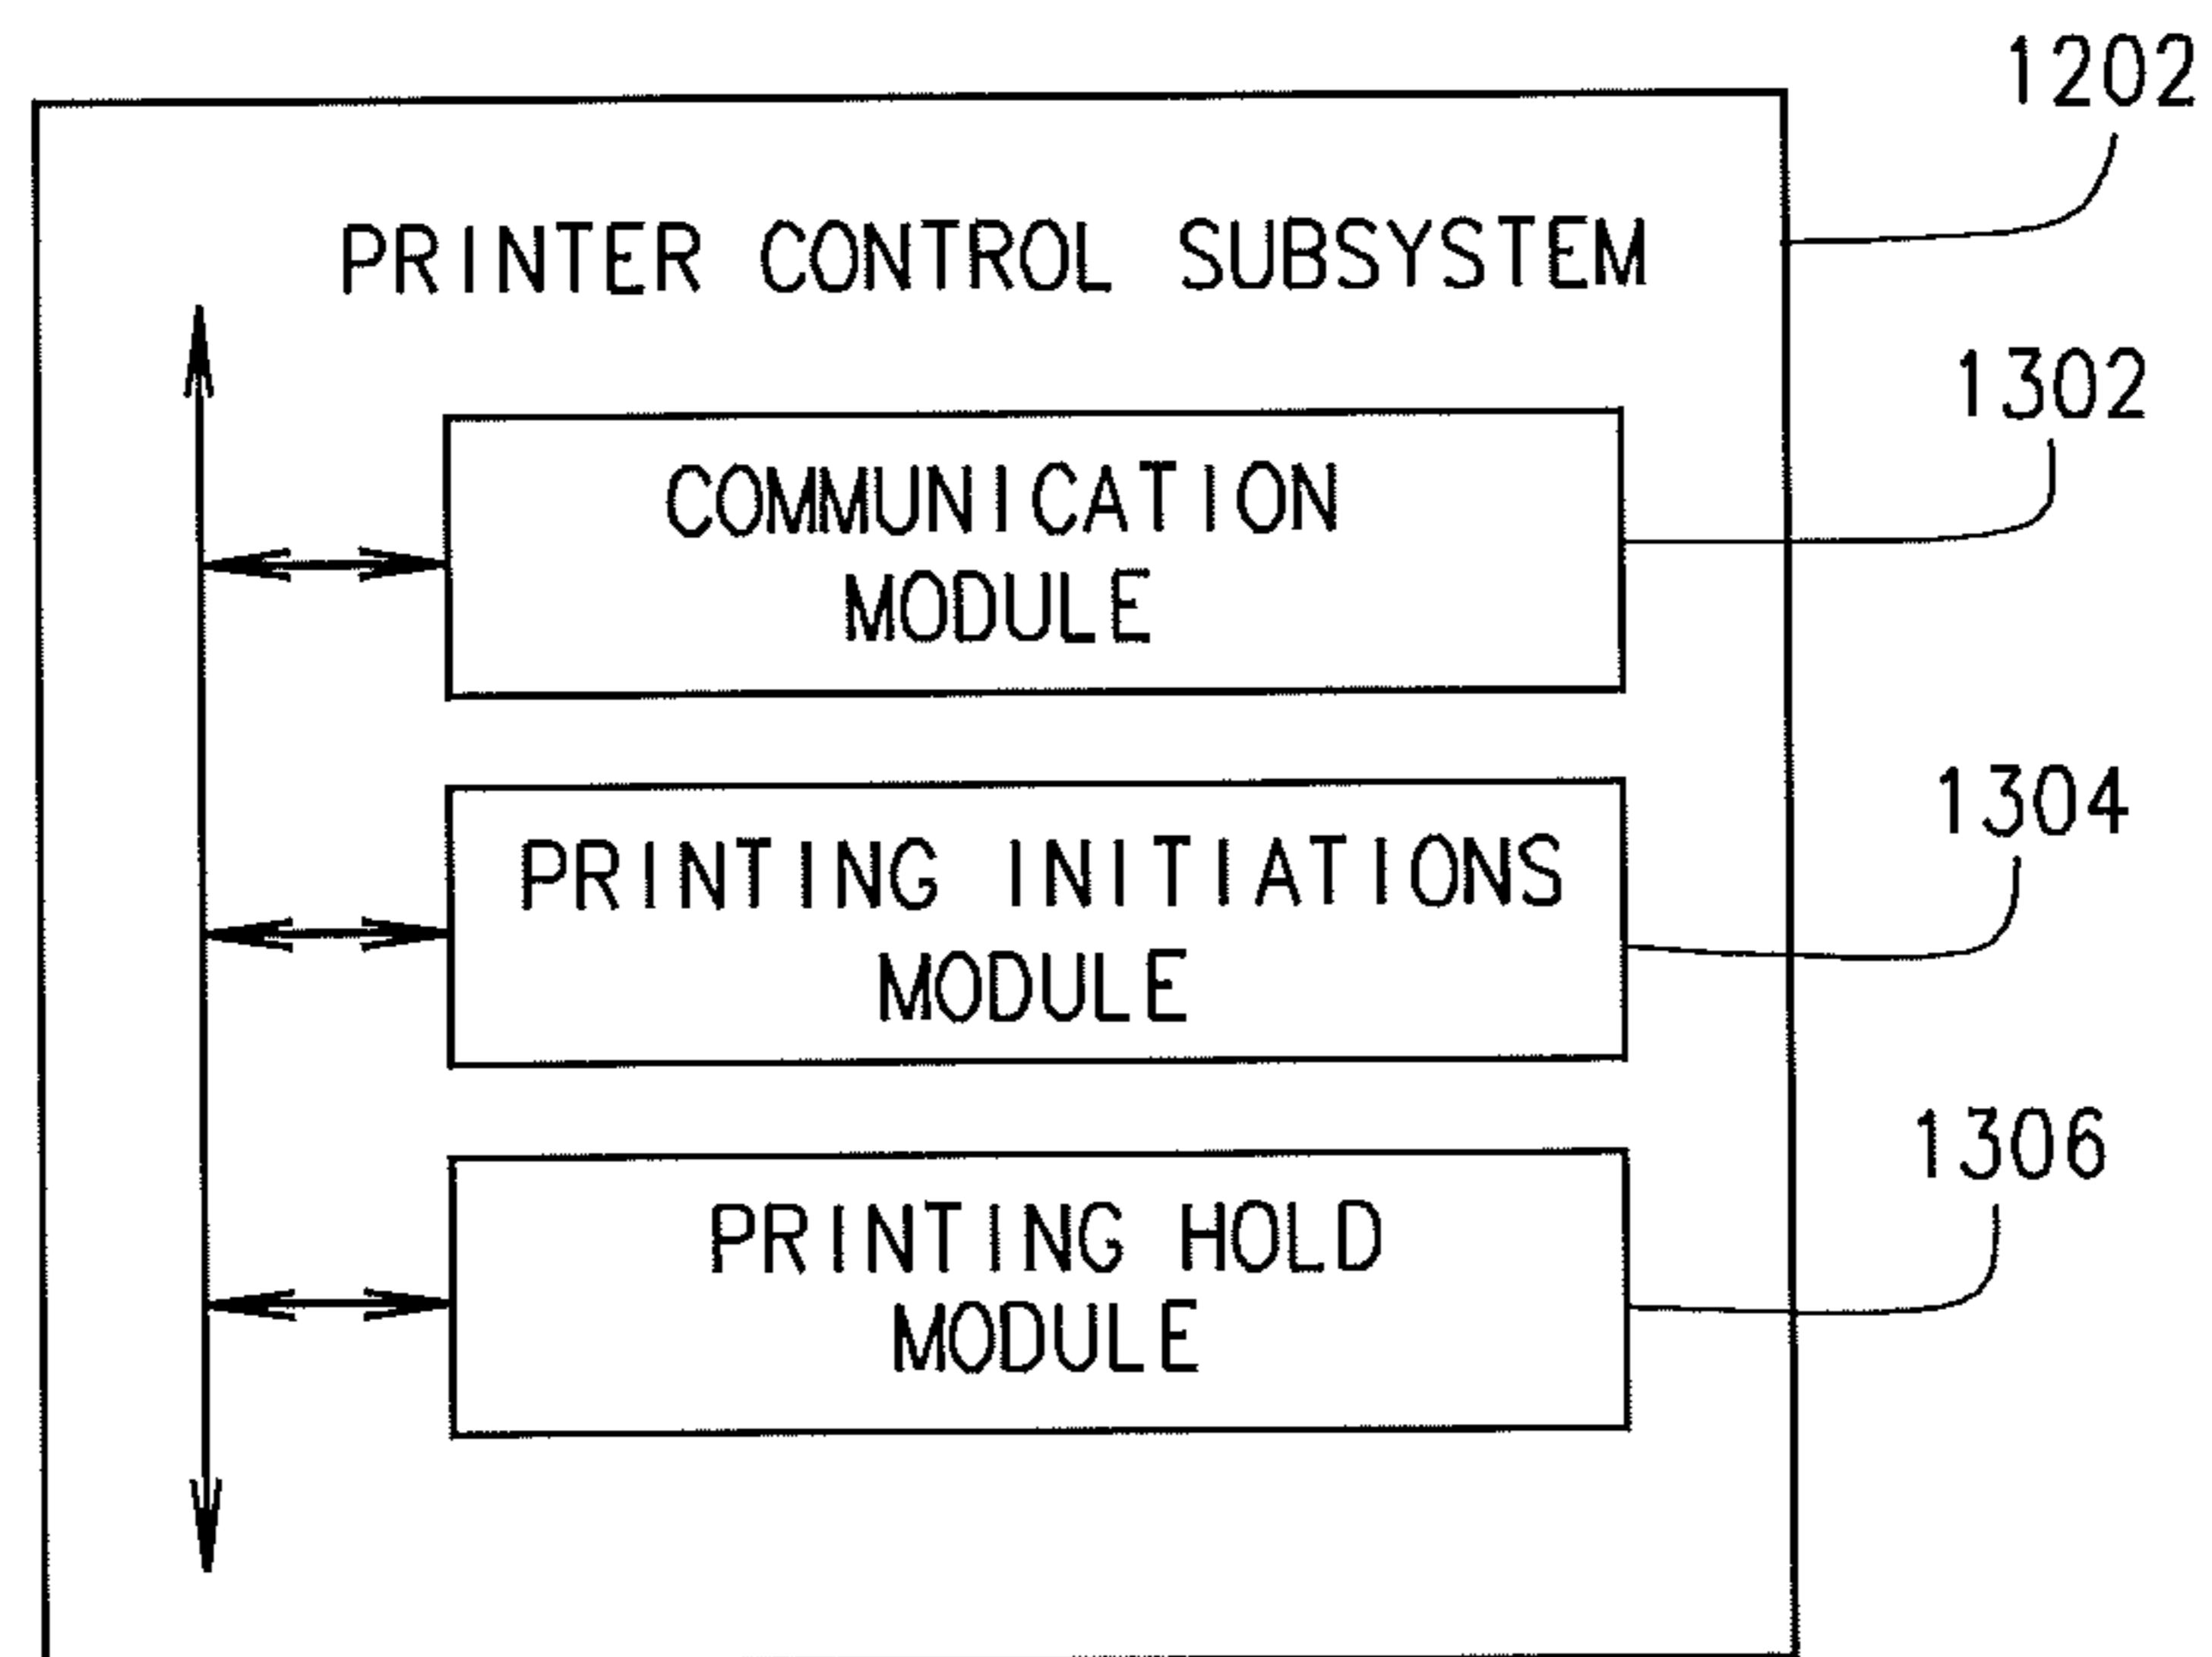 1202
PRINTER CONTROL SUBSYSTEM
1302
COMMUNICATION
MODULE
1304
PRINTING INITIATIONS
MODULE
1306
PRINTING HOLD
MODULE